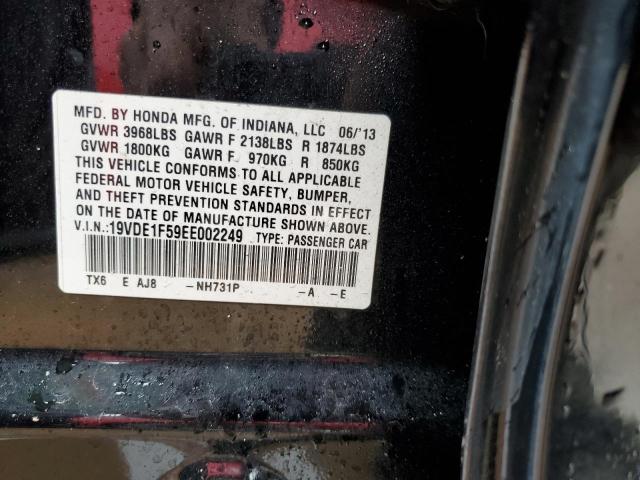 MFD. BY HONDA MFG. OF INDIANA, LLC 06/'13
GVWR 3968LBS GAWR F 2138LBS R 1874LBS
GVWR 1800KG GAWR F 970KG R 850KG
THIS VEHICLE CONFORMS TO ALL APPLICABLE
FEDERAL MOTOR VEHICLE SAFETY, BUMPER,
AND THEFT PREVENTION STANDARDS IN EFFECT
ON THE DATE OF MANUFACTURE SHOWN ABOVE.
V.I.N.:19VDE1F59EE002249 TYPE: PASSENGER CAR
TX6 E AJ8 -NH731P -A -E